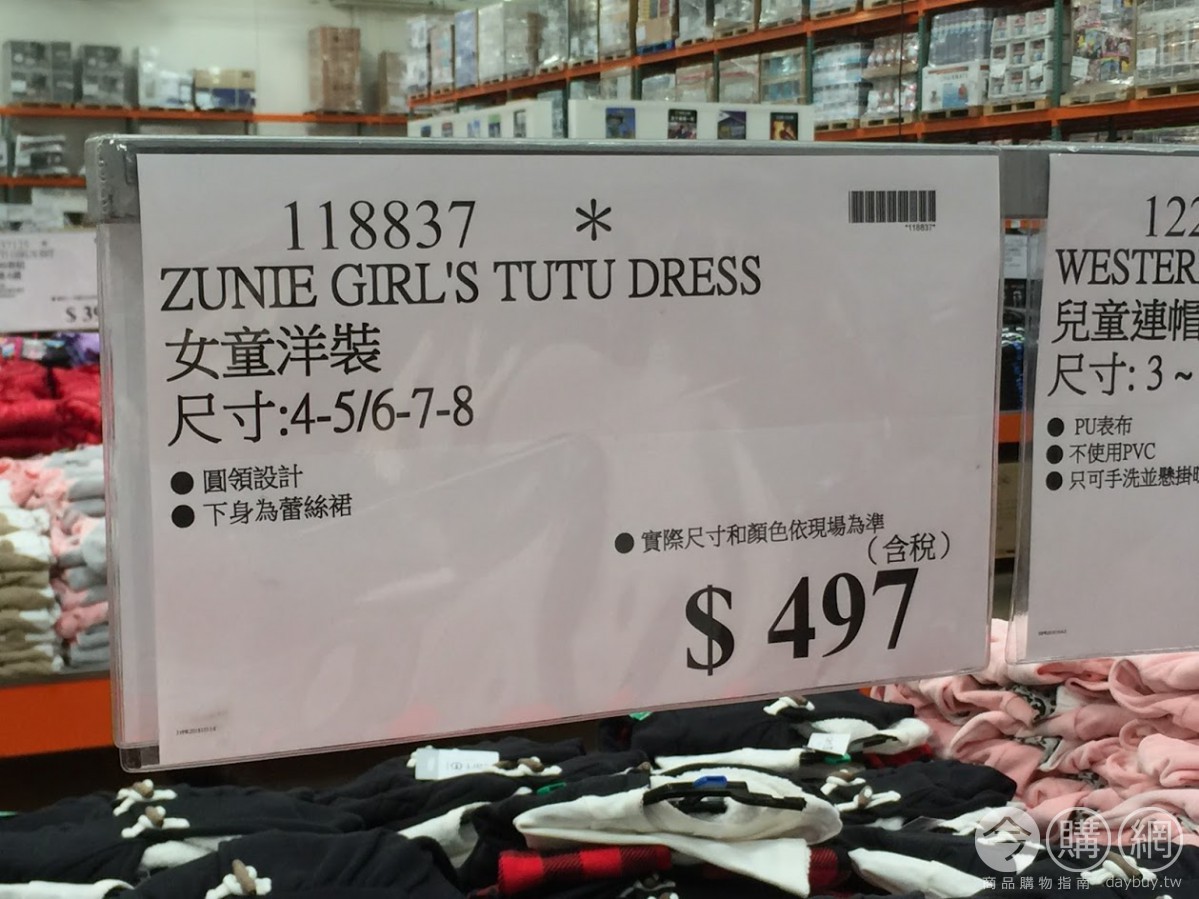 118837 *
*118837*
ZUNIE GIRL'S TUTU DRESS
女童洋裝
尺寸:4-5/6-7-8
● 圓領設計
● 下身為蕾絲裙
● 實際尺寸和顏色依現場為準
(含稅)
$ 497
122
WESTER
兒童連帽
尺寸: 3 ~
● PU表布
● 不使用PVC
● 只可手洗並懸掛
$ 39
今購網
商品購物指南 daybuy.tw